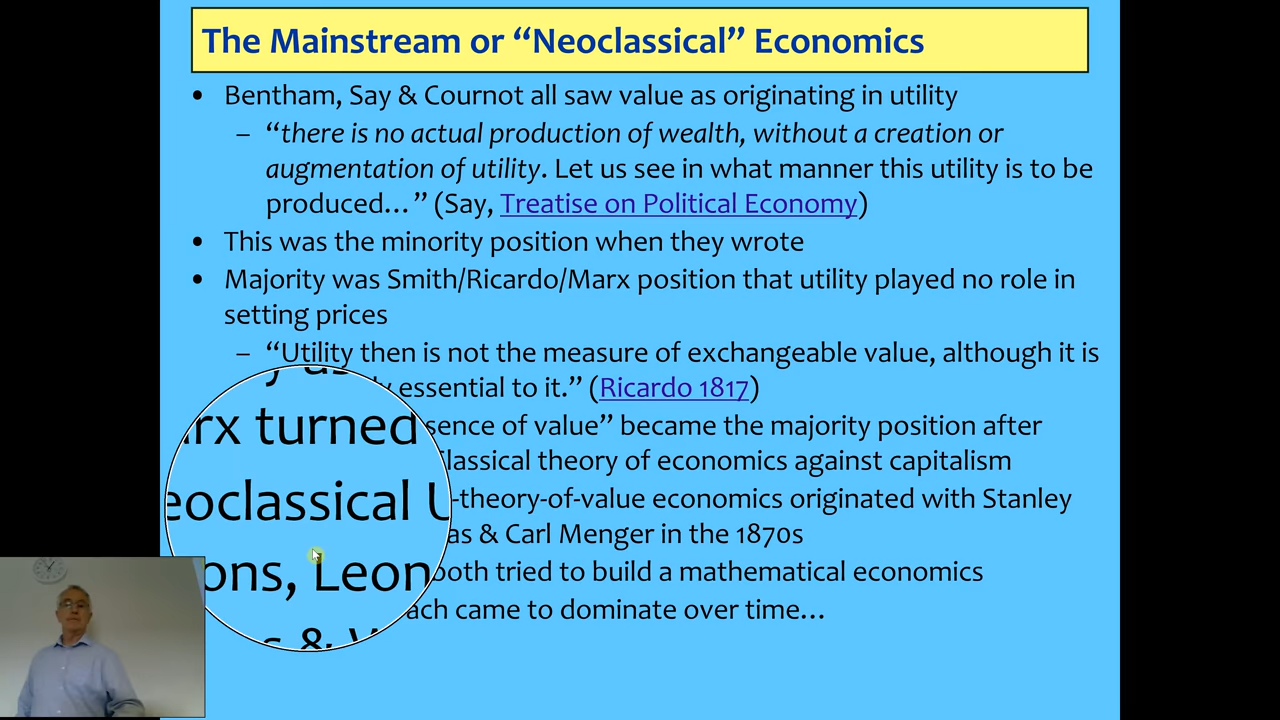 The Mainstream or “Neoclassical” Economics
• Bentham, Say & Cournot all saw value as originating in utility
– “there is no actual production of wealth, without a creation or
augmentation of utility. Let us see in what manner this utility is to be
produced…” (Say, Treatise on Political Economy)
• This was the minority position when they wrote
• Majority was Smith/Ricardo/Marx position that utility played no role in
setting prices
– “Utility then is not the measure of exchangeable value, although it is
essential to it.” (Ricardo 1817)
sence of value” became the majority position after
rx turned
lassical theory of economics against capitalism
eoclassical U
-theory-of-value economics originated with Stanley
as & Carl Menger in the 1870s
ons, Leon
both tried to build a mathematical economics
ach came to dominate over time…
s &